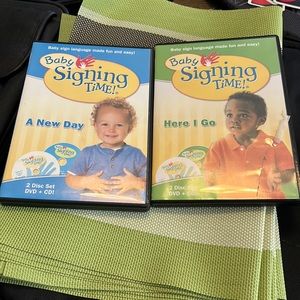 Baby sign language made fun and easy!
Baby
Signing
TIME!
A New Day
2 Disc Set
DVD + CD!
Baby sign language made fun and easy!
Baby
Signing
TIME!
Here I Go
2 Disc Set
DVD + CD!